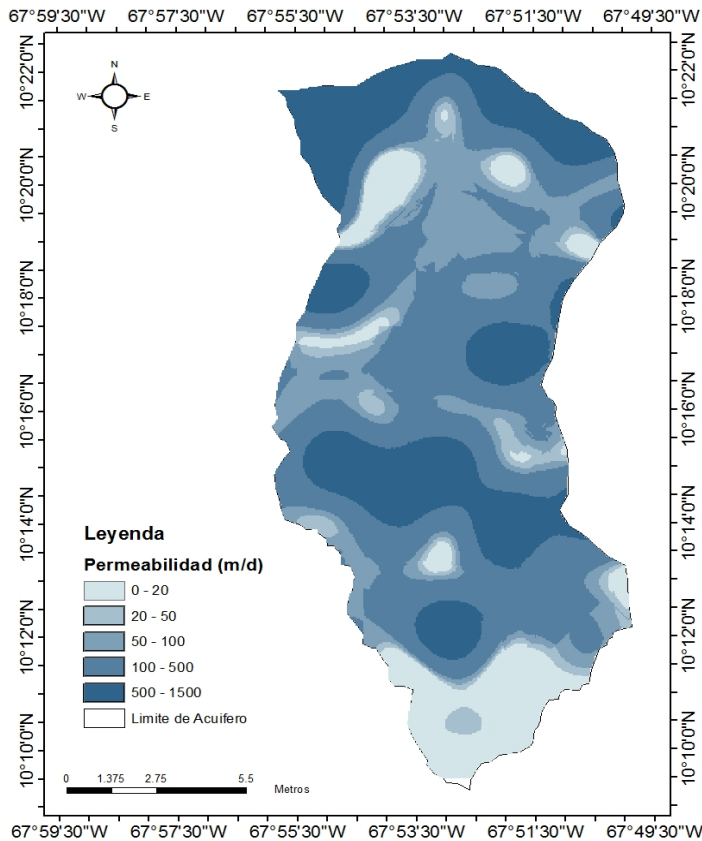 67°59'30"W 67°57'30"W 67°55'30"W 67°53'30"W 67°51'30"W 67°49'30"W
10°22'0"N 10°22'0"N
N
W E
S
10°20'0"N 10°20'0"N
10°18'0"N 10°18'0"N
10°16'0"N 10°16'0"N
10°14'0"N 10°14'0"N
Leyenda
Permeabilidad (m/d)
0 - 20
20 - 50
50 - 100
100 - 500
500 - 1500
Limite de Acuifero
10°12'0"N 10°12'0"N
10°10'0"N 10°10'0"N
0 1.375 2.75 5.5
Metros
67°59'30"W 67°57'30"W 67°55'30"W 67°53'30"W 67°51'30"W 67°49'30"W